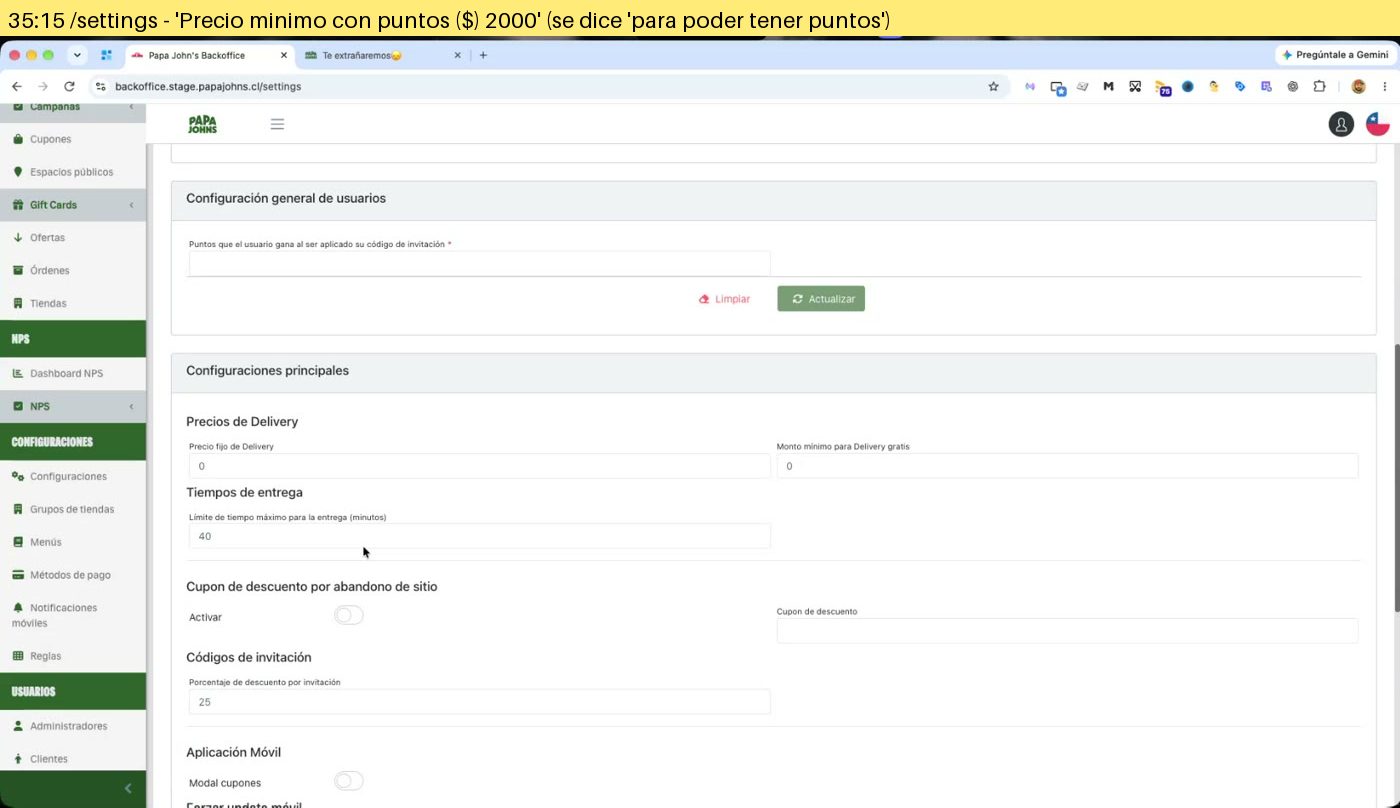 35:15 /settings - 'Precio minimo con puntos ($) 2000' (se dice 'para poder tener puntos')
Papa John's Backoffice
Te extrañaremos😢
Pregúntale a Gemini
backoffice.stage.papajohns.cl/settings
75
Campañas
PAPA JOHNS
Cupones
Espacios públicos
Gift Cards
Ofertas
Órdenes
Tiendas
NPS
Dashboard NPS
NPS
CONFIGURACIONES
Configuraciones
Grupos de tiendas
Menús
Métodos de pago
Notificaciones móviles
Reglas
USUARIOS
Administradores
Clientes
Configuración general de usuarios
Puntos que el usuario gana al ser aplicado su código de invitación *
Limpiar
Actualizar
Configuraciones principales
Precios de Delivery
Precio fijo de Delivery
Monto mínimo para Delivery gratis
0
0
Tiempos de entrega
Límite de tiempo máximo para la entrega (minutos)
40
Cupon de descuento por abandono de sitio
Activar
Cupon de descuento
Códigos de invitación
Porcentaje de descuento por invitación
25
Aplicación Móvil
Modal cupones
Forzar update móvil